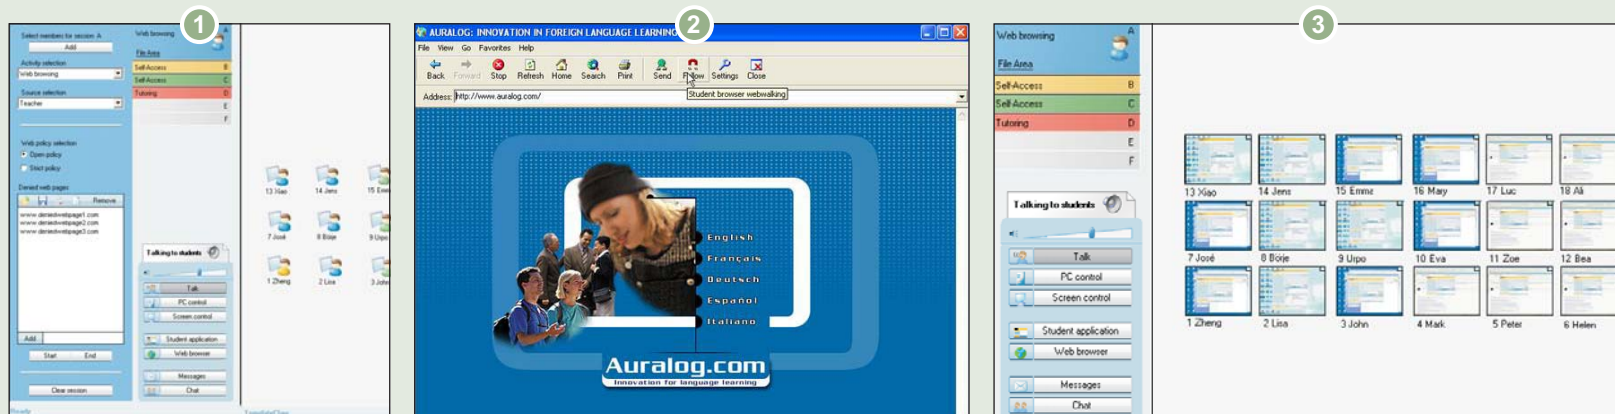 1
Select members for session A
Add
Activity selection
Web browsing
Source selection
Teacher
Web policy selection
Open policy
Strict policy
Denied web pages
Remove
www.deniedwebpage1.com
www.deniedwebpage2.com
www.deniedwebpage3.com
Add
Start End
Clear session
Ready
Web browsing A
File Area
Self-Access B
Self-Access C
Tutoring D
E
F
Talking to students
Talk
PC control
Screen control
Student application
Web browser
Messages
Chat
13 Xiao 14 Jens 15 Emm
7 José 8 Börje 9 Urpo
1 Zheng 2 Lisa 3 John
2
AURALOG: INNOVATION IN FOREIGN LANGUAGE LEARNING
File View Go Favorites Help
Back Forward Stop Refresh Home Search Print Send Follow Settings Close
Address: http://www.auralog.com/
Student browser webwalking
English
Français
Deutsch
Español
Italiano
Auralog.com
Innovation for language learning
3
Web browsing A
File Area
Self-Access B
Self-Access C
Tutoring D
E
F
Talking to students
Talk
PC control
Screen control
Student application
Web browser
Messages
Chat
13 Xiao 14 Jens 15 Emma 16 Mary 17 Luc 18 Ali
7 José 8 Börje 9 Urpo 10 Eva 11 Zoe 12 Bea
1 Zheng 2 Lisa 3 John 4 Mark 5 Peter 6 Helen